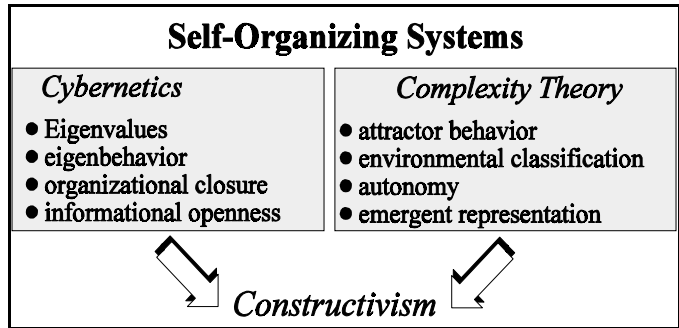 Self-Organizing Systems
Cybernetics
● Eigenvalues
● eigenbehavior
● organizational closure
● informational openness
Complexity Theory
● attractor behavior
● environmental classification
● autonomy
● emergent representation
Constructivism